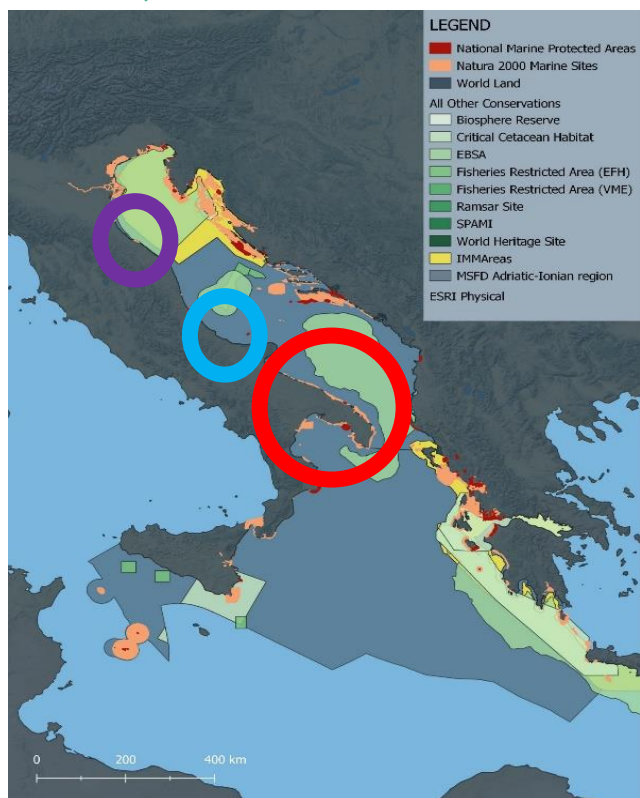 LEGEND
National Marine Protected Areas
Natura 2000 Marine Sites
World Land
All Other Conservations
Biosphere Reserve
Critical Cetacean Habitat
EBSA
Fisheries Restricted Area (EFH)
Fisheries Restricted Area (VME)
Ramsar Site
SPAMI
World Heritage Site
IMMAreas
MSFD Adriatic-Ionian region
ESRI Physical
0 200 400 km